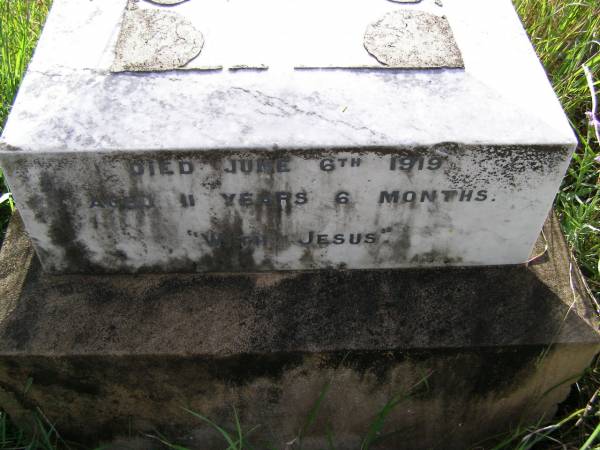 DIED JUNE 6TH 1919
AGED 11 YEARS 6 MONTHS.
"WITH JESUS".